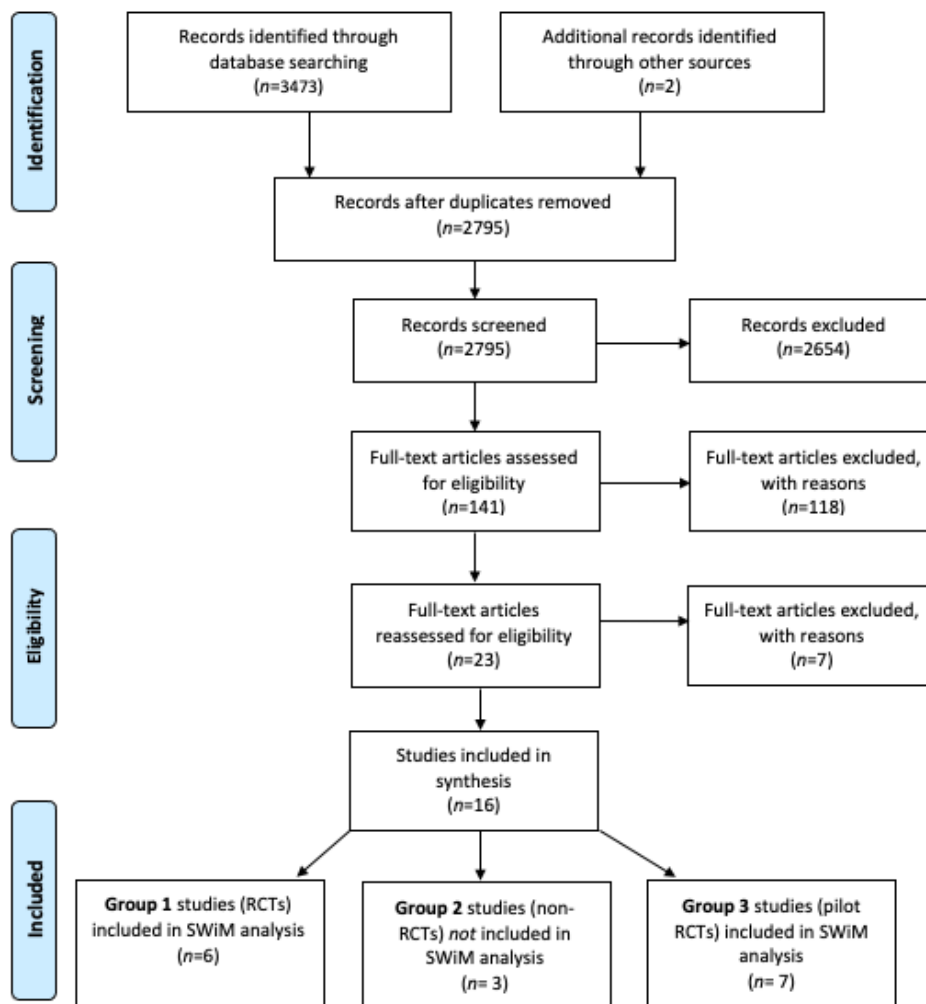 Identification
Records identified through
database searching
(n=3473)
Additional records identified
through other sources
(n=2)
Records after duplicates removed
(n=2795)
Screening
Records screened
(n=2795)
Records excluded
(n=2654)
Full-text articles assessed
for eligibility
(n=141)
Full-text articles excluded,
with reasons
(n=118)
Eligibility
Full-text articles
reassessed for eligibility
(n=23)
Full-text articles excluded,
with reasons
(n=7)
Studies included in
synthesis
(n=16)
Included
Group 1 studies (RCTs)
included in SWiM analysis
(n=6)
Group 2 studies (non-
RCTs) not included in
SWiM analysis
(n= 3)
Group 3 studies (pilot
RCTs) included in SWiM
analysis
(n= 7)